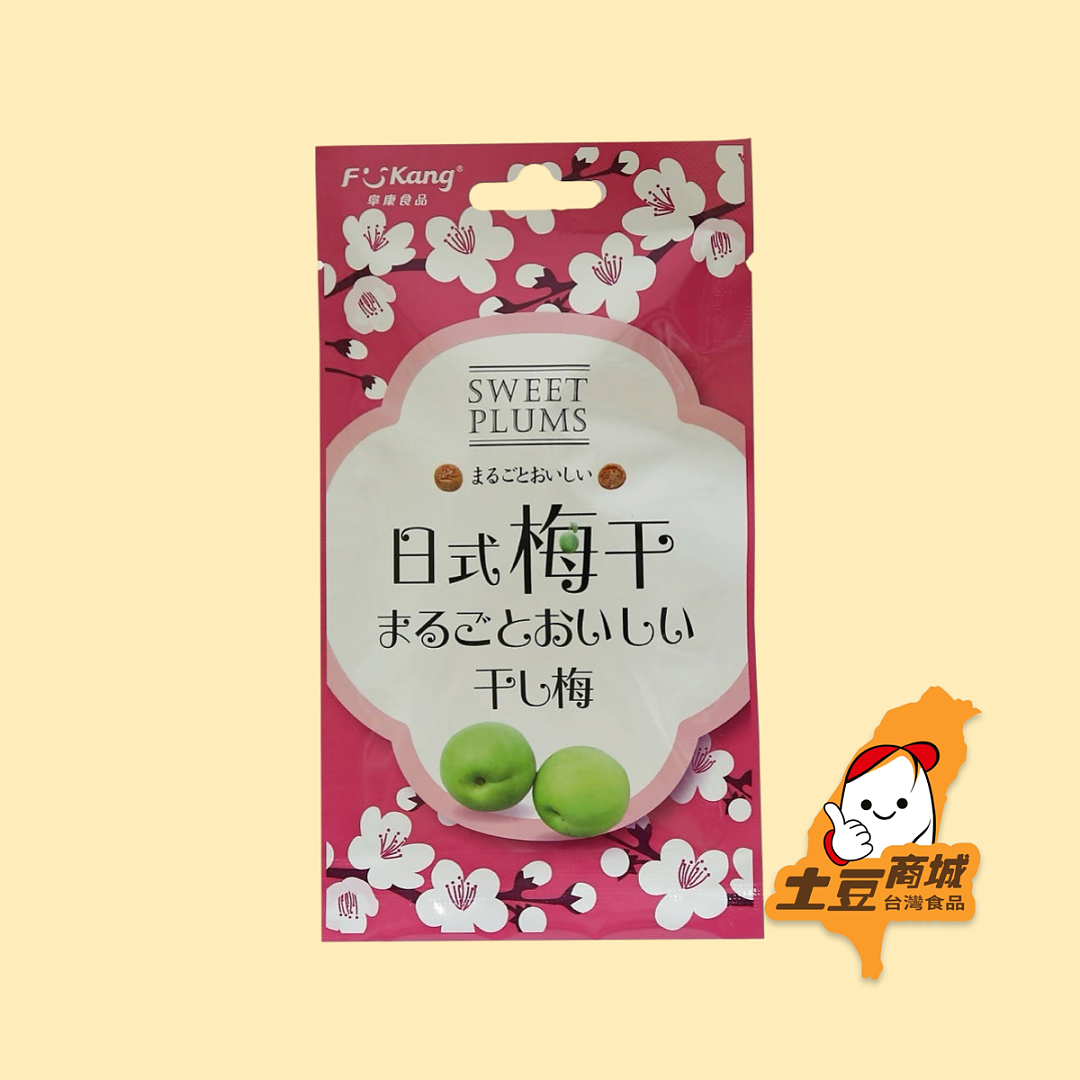 FuKang®
阜康食品
SWEET
PLUMS
まるごとおいしい
日式梅干
まるごとおいしい
干し梅
土豆商城
台灣食品